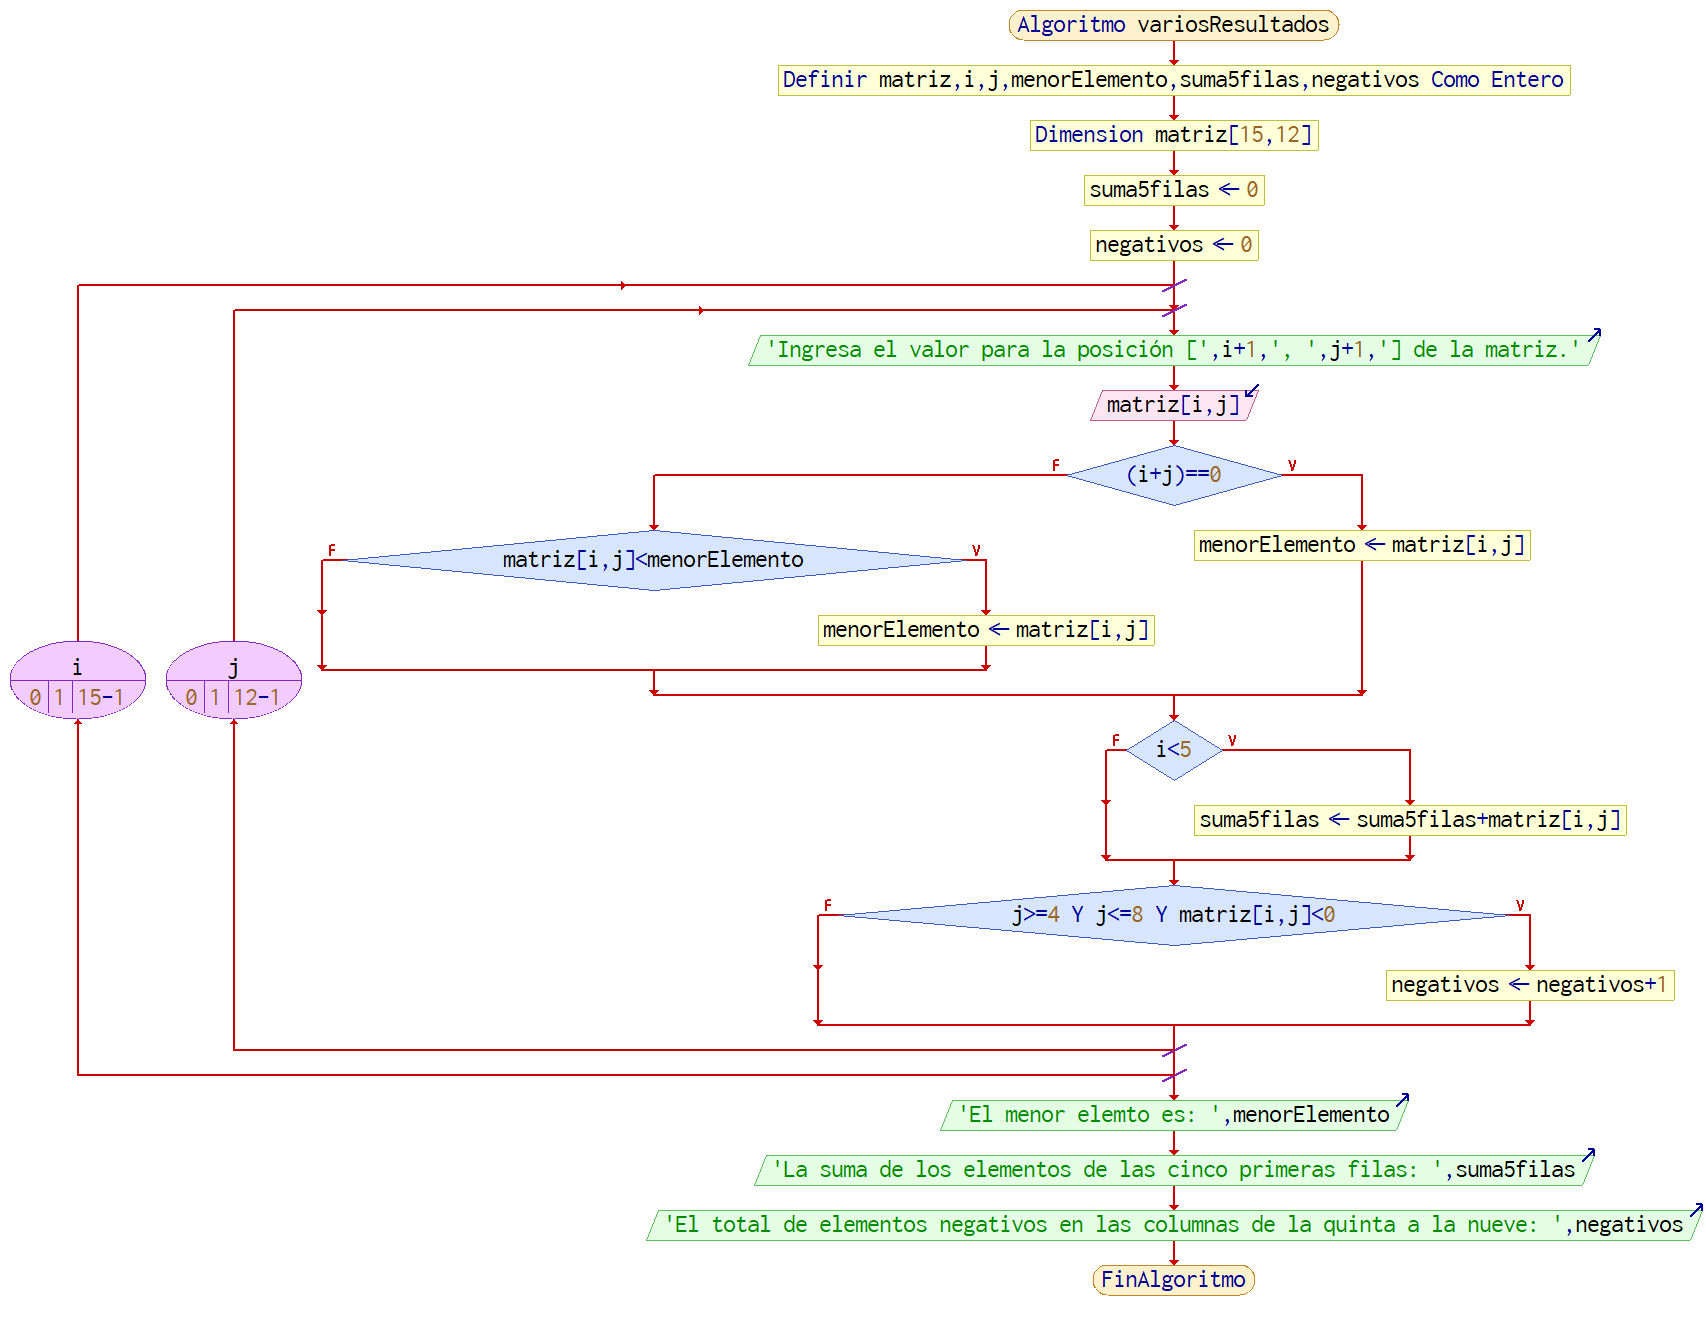 Algoritmo variosResultados
Definir matriz,i,j,menorElemento,suma5filas,negativos Como Entero
Dimension matriz[15,12]
suma5filas ← 0
negativos ← 0
'Ingresa el valor para la posición [',i+1,', ',j+1,'] de la matriz.'
matriz[i,j]
(i+j)==0
F
V
matriz[i,j]<menorElemento
F
V
menorElemento ← matriz[i,j]
menorElemento ← matriz[i,j]
i
0 1 15-1
j
0 1 12-1
i<5
F
V
suma5filas ← suma5filas+matriz[i,j]
j>=4 Y j<=8 Y matriz[i,j]<0
F
V
negativos ← negativos+1
'El menor elemto es: ',menorElemento
'La suma de los elementos de las cinco primeras filas: ',suma5filas
'El total de elementos negativos en las columnas de la quinta a la nueve: ',negativos
FinAlgoritmo